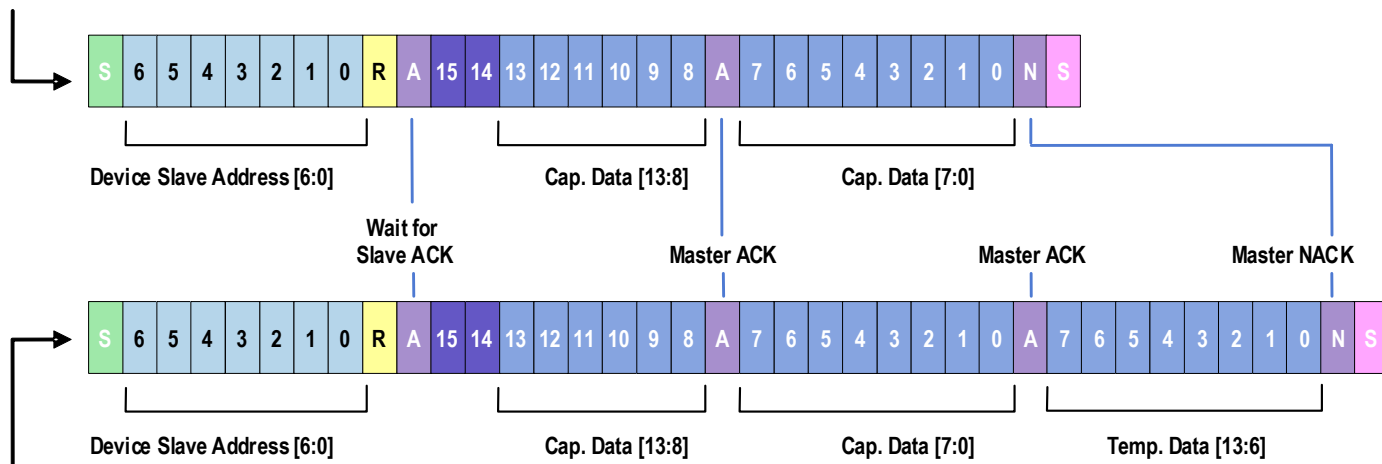 S 6 5 4 3 2 1 0 R A 15 14 13 12 11 10 9 8 A 7 6 5 4 3 2 1 0 N S
Device Slave Address [6:0] Cap. Data [13:8] Cap. Data [7:0]
Wait for
Slave ACK Master ACK Master ACK Master NACK
S 6 5 4 3 2 1 0 R A 15 14 13 12 11 10 9 8 A 7 6 5 4 3 2 1 0 A 7 6 5 4 3 2 1 0 N S
Device Slave Address [6:0] Cap. Data [13:8] Cap. Data [7:0] Temp. Data [13:6]